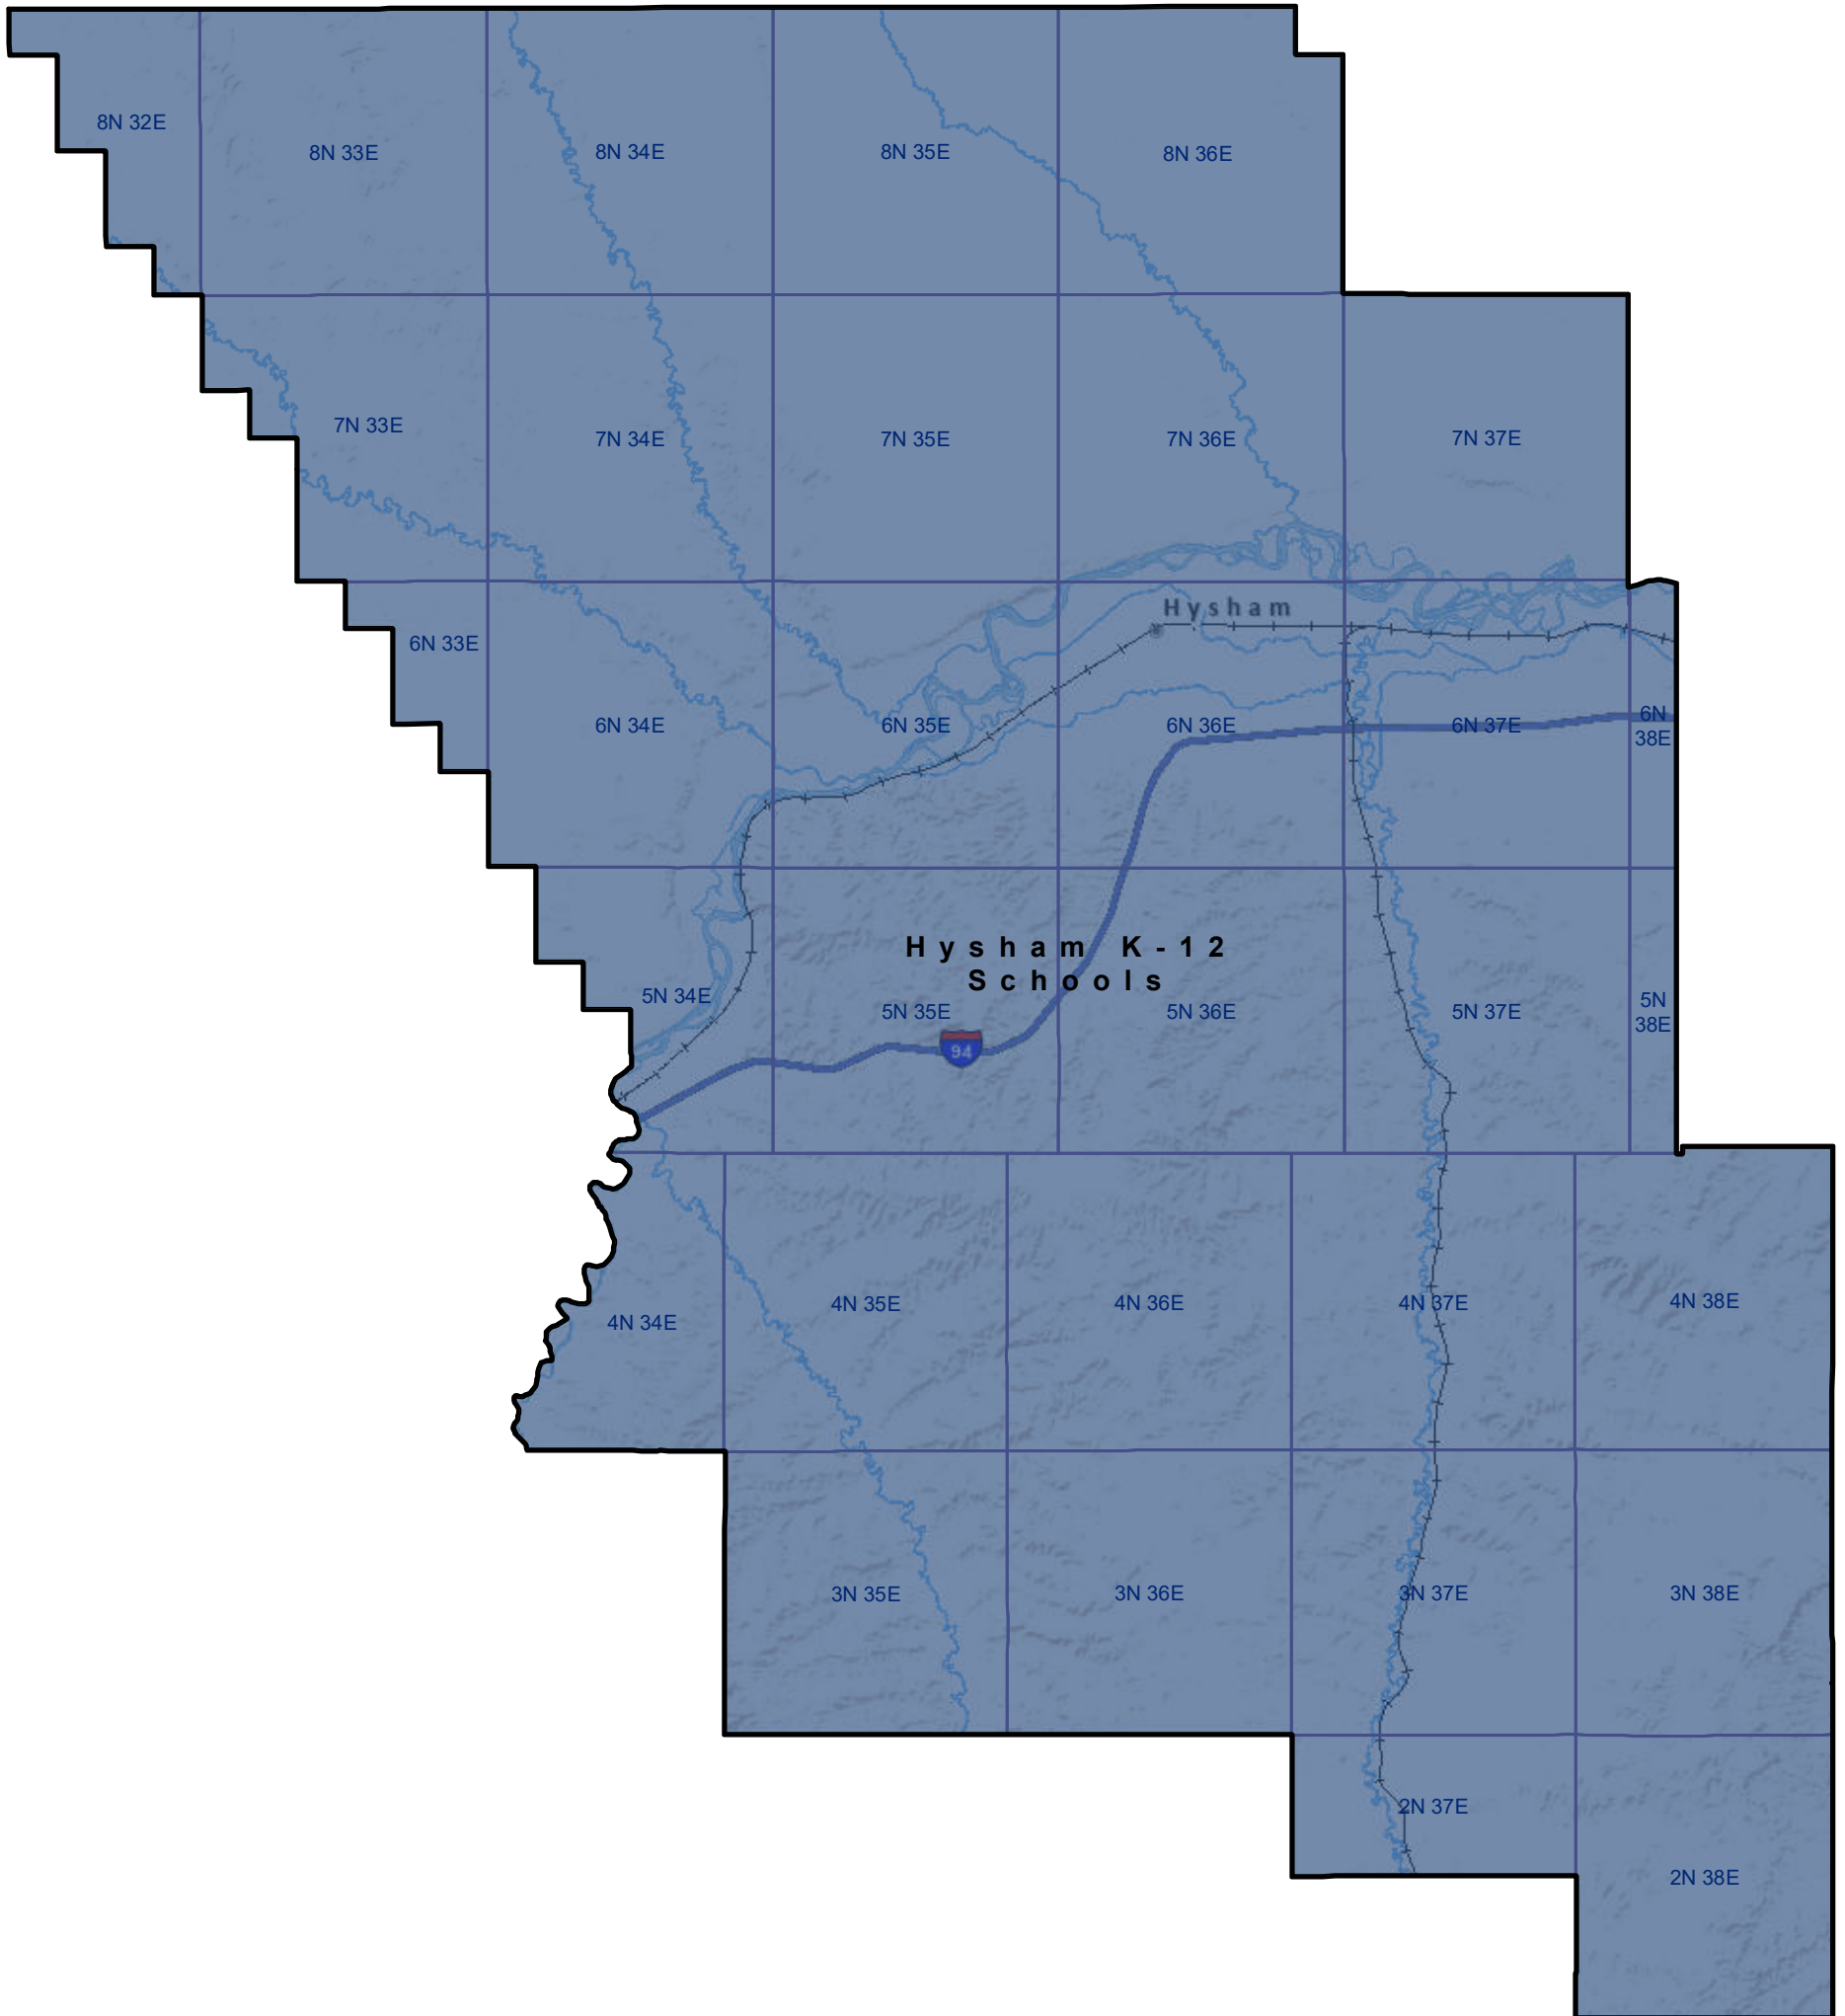 8N 32E
8N 33E
8N 34E
8N 35E
8N 36E
7N 33E
7N 34E
7N 35E
7N 36E
7N 37E
Hysham
6N 33E
6N 34E
6N 35E
6N 36E
6N 37E
6N
38E
Hysham K-12
Schools
5N 34E
5N 35E
5N 36E
5N 37E
5N
38E
94
4N 34E
4N 35E
4N 36E
4N 37E
4N 38E
3N 35E
3N 36E
3N 37E
3N 38E
2N 37E
2N 38E